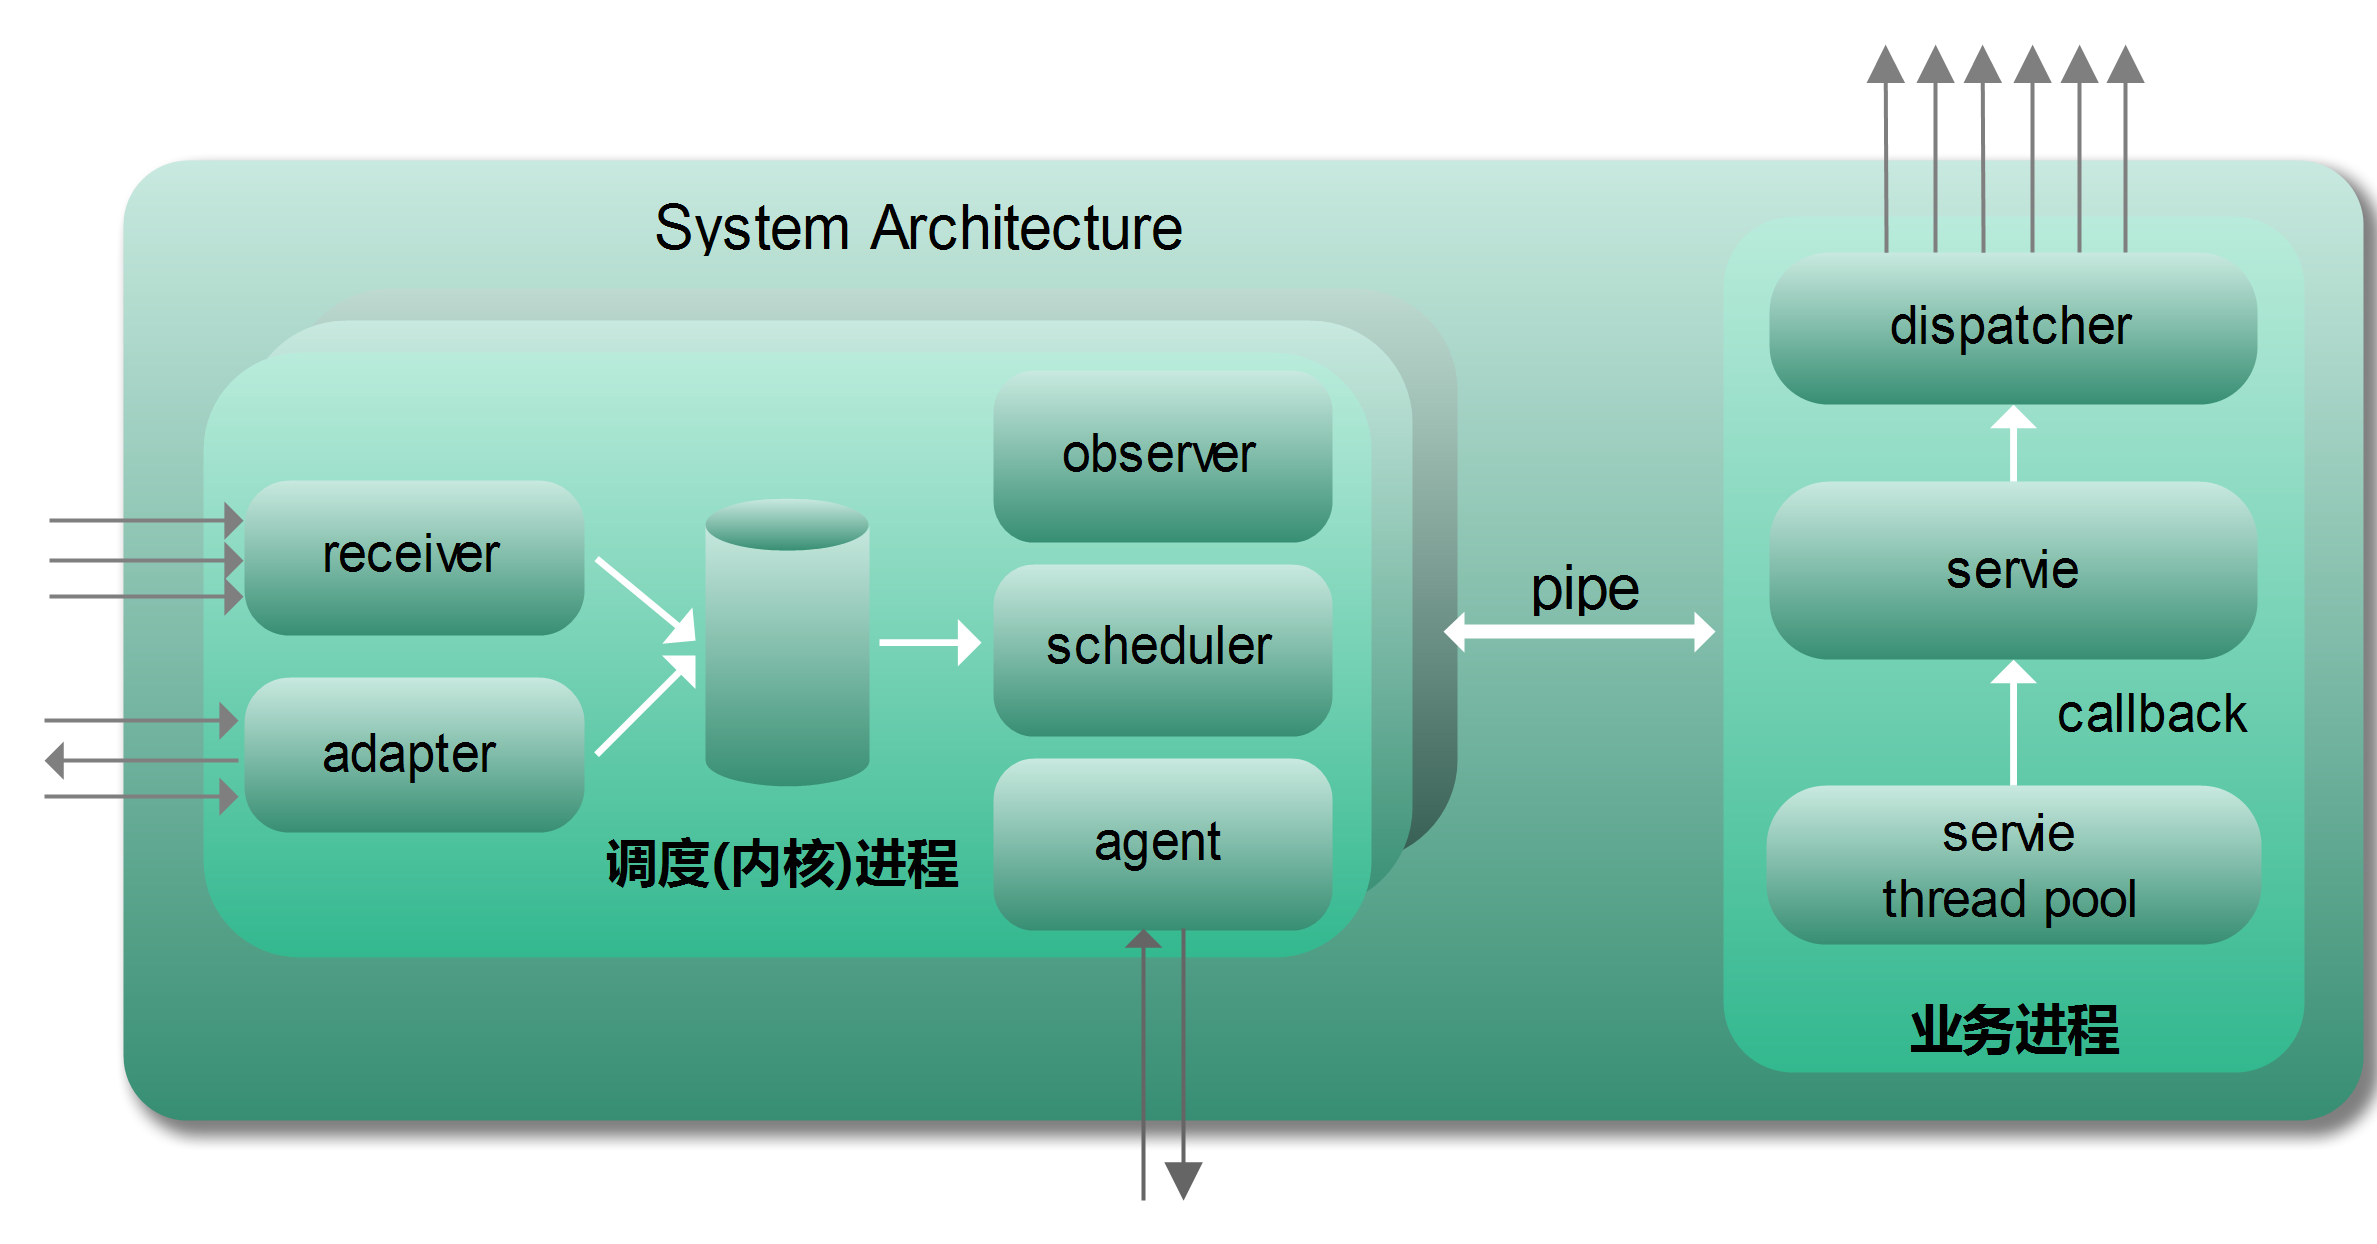 System Architecture
receiver
adapter
调度(内核)进程
observer
scheduler
agent
pipe
dispatcher
servie
callback
servie
thread pool
业务进程